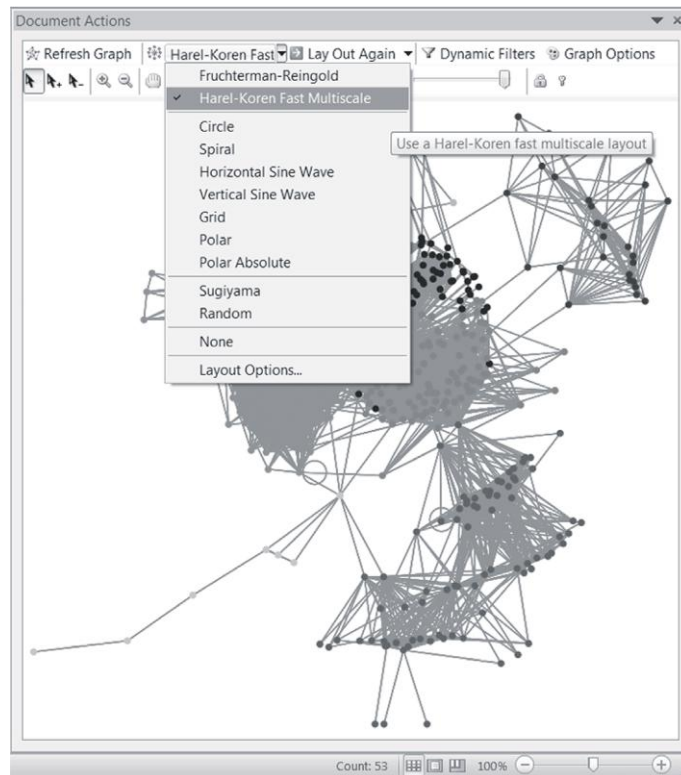 Document Actions
Refresh Graph Harel-Koren Fast Lay Out Again Dynamic Filters Graph Options
Fruchterman-Reingold
Harel-Koren Fast Multiscale
Circle
Use a Harel-Koren fast multiscale layout
Spiral
Horizontal Sine Wave
Vertical Sine Wave
Grid
Polar
Polar Absolute
Sugiyama
Random
None
Layout Options...
Count: 53 100%